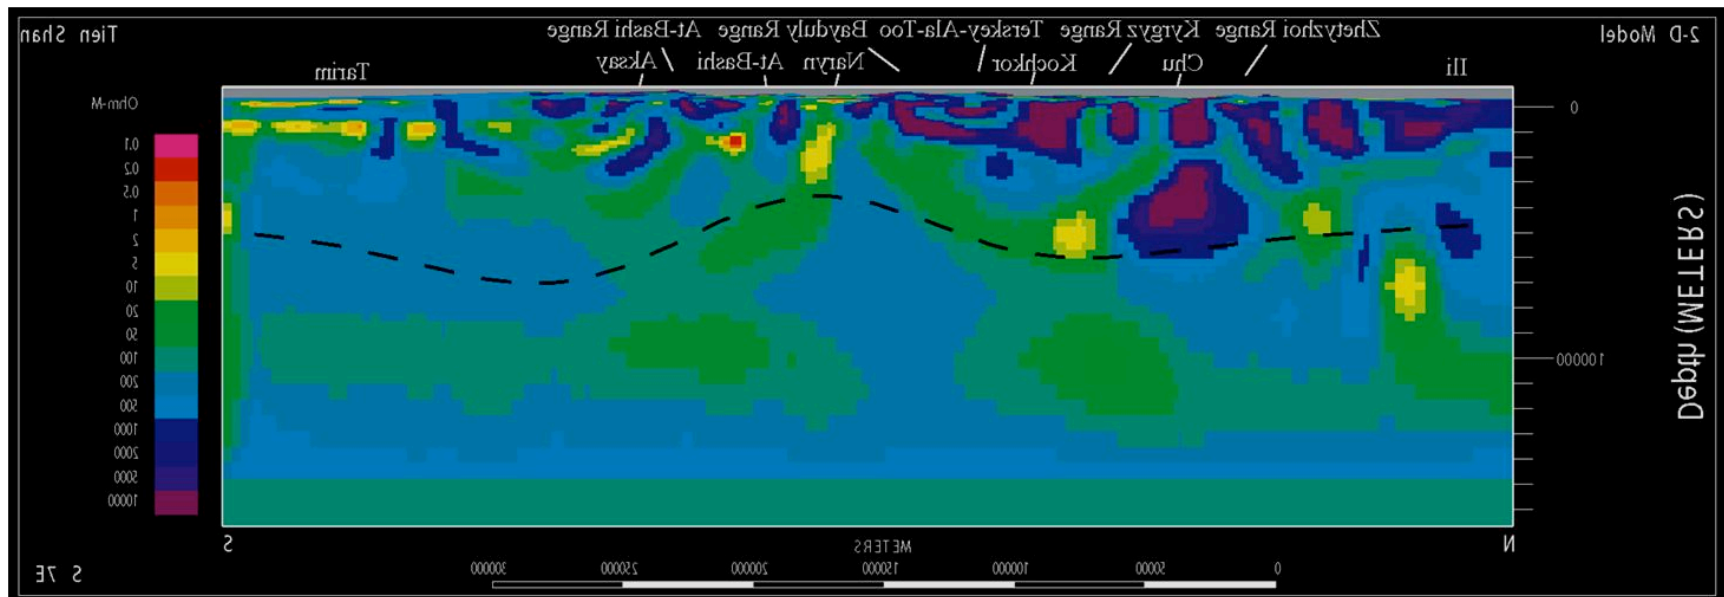 2-D Model
Tien Shan
Zhetyzhoi Range
Kyrgyz Range
Terskey-Ala-Too
Bayduly Range
At-Bashi Range
Ili
Chu
Kochkor
Naryn
At-Bashi
Aksay
Tarim
Ohm-M
0.1
0.2
0.5
1
2
5
10
20
50
100
200
500
1000
2000
5000
10000
0
100000
Depth (METERS)
N
S
METERS
0
50000
100000
150000
200000
250000
300000